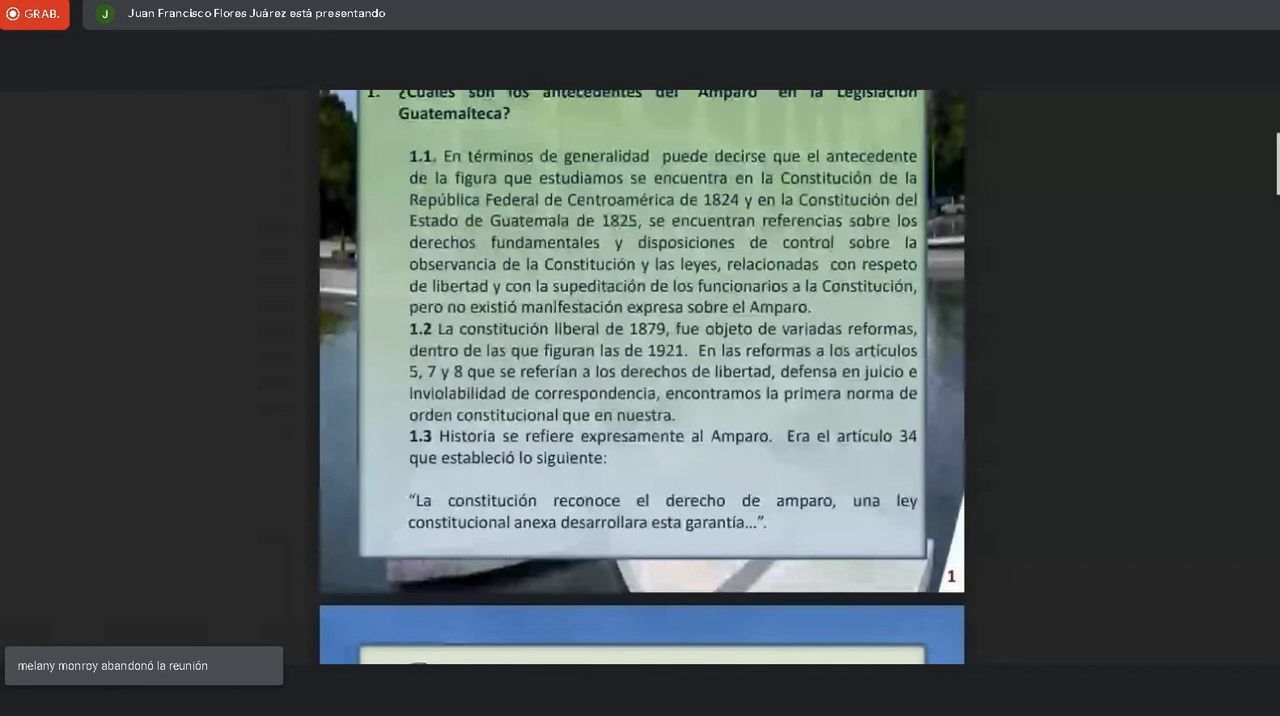 GRAB.
J
Juan Francisco Flores Juárez está presentando
1. ¿Cuáles son los antecedentes del Amparo en la Legislación
Guatemalteca?
1.1. En términos de generalidad puede decirse que el antecedente
de la figura que estudiamos se encuentra en la Constitución de la
República Federal de Centroamérica de 1824 y en la Constitución del
Estado de Guatemala de 1825, se encuentran referencias sobre los
derechos fundamentales y disposiciones de control sobre la
observancia de la Constitución y las leyes, relacionadas con respeto
de libertad y con la supeditación de los funcionarios a la Constitución,
pero no existió manifestación expresa sobre el Amparo.
1.2 La constitución liberal de 1879, fue objeto de variadas reformas,
dentro de las que figuran las de 1921. En las reformas a los artículos
5, 7 y 8 que se referían a los derechos de libertad, defensa en juicio e
inviolabilidad de correspondencia, encontramos la primera norma de
orden constitucional que en nuestra.
1.3 Historia se refiere expresamente al Amparo. Era el artículo 34
que estableció lo siguiente:
“La constitución reconoce el derecho de amparo, una ley
constitucional anexa desarrollara esta garantía...”.
1
melany monroy abandonó la reunión